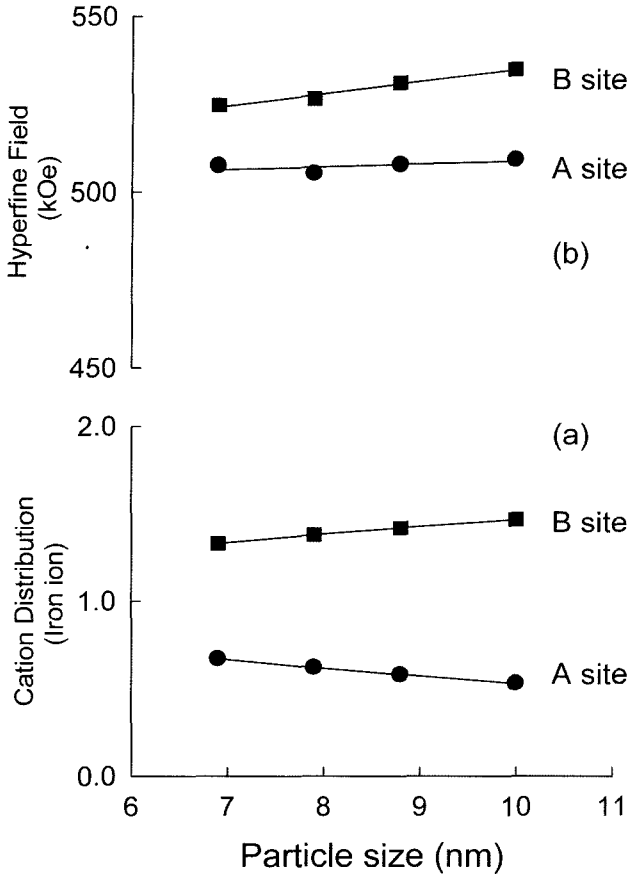 550
B site
Hyperfine Field
(kOe)
500
A site
(b)
450
2.0
(a)
Cation Distribution
(Iron ion)
B site
1.0
A site
0.0
6 7 8 9 10 11
Particle size (nm)